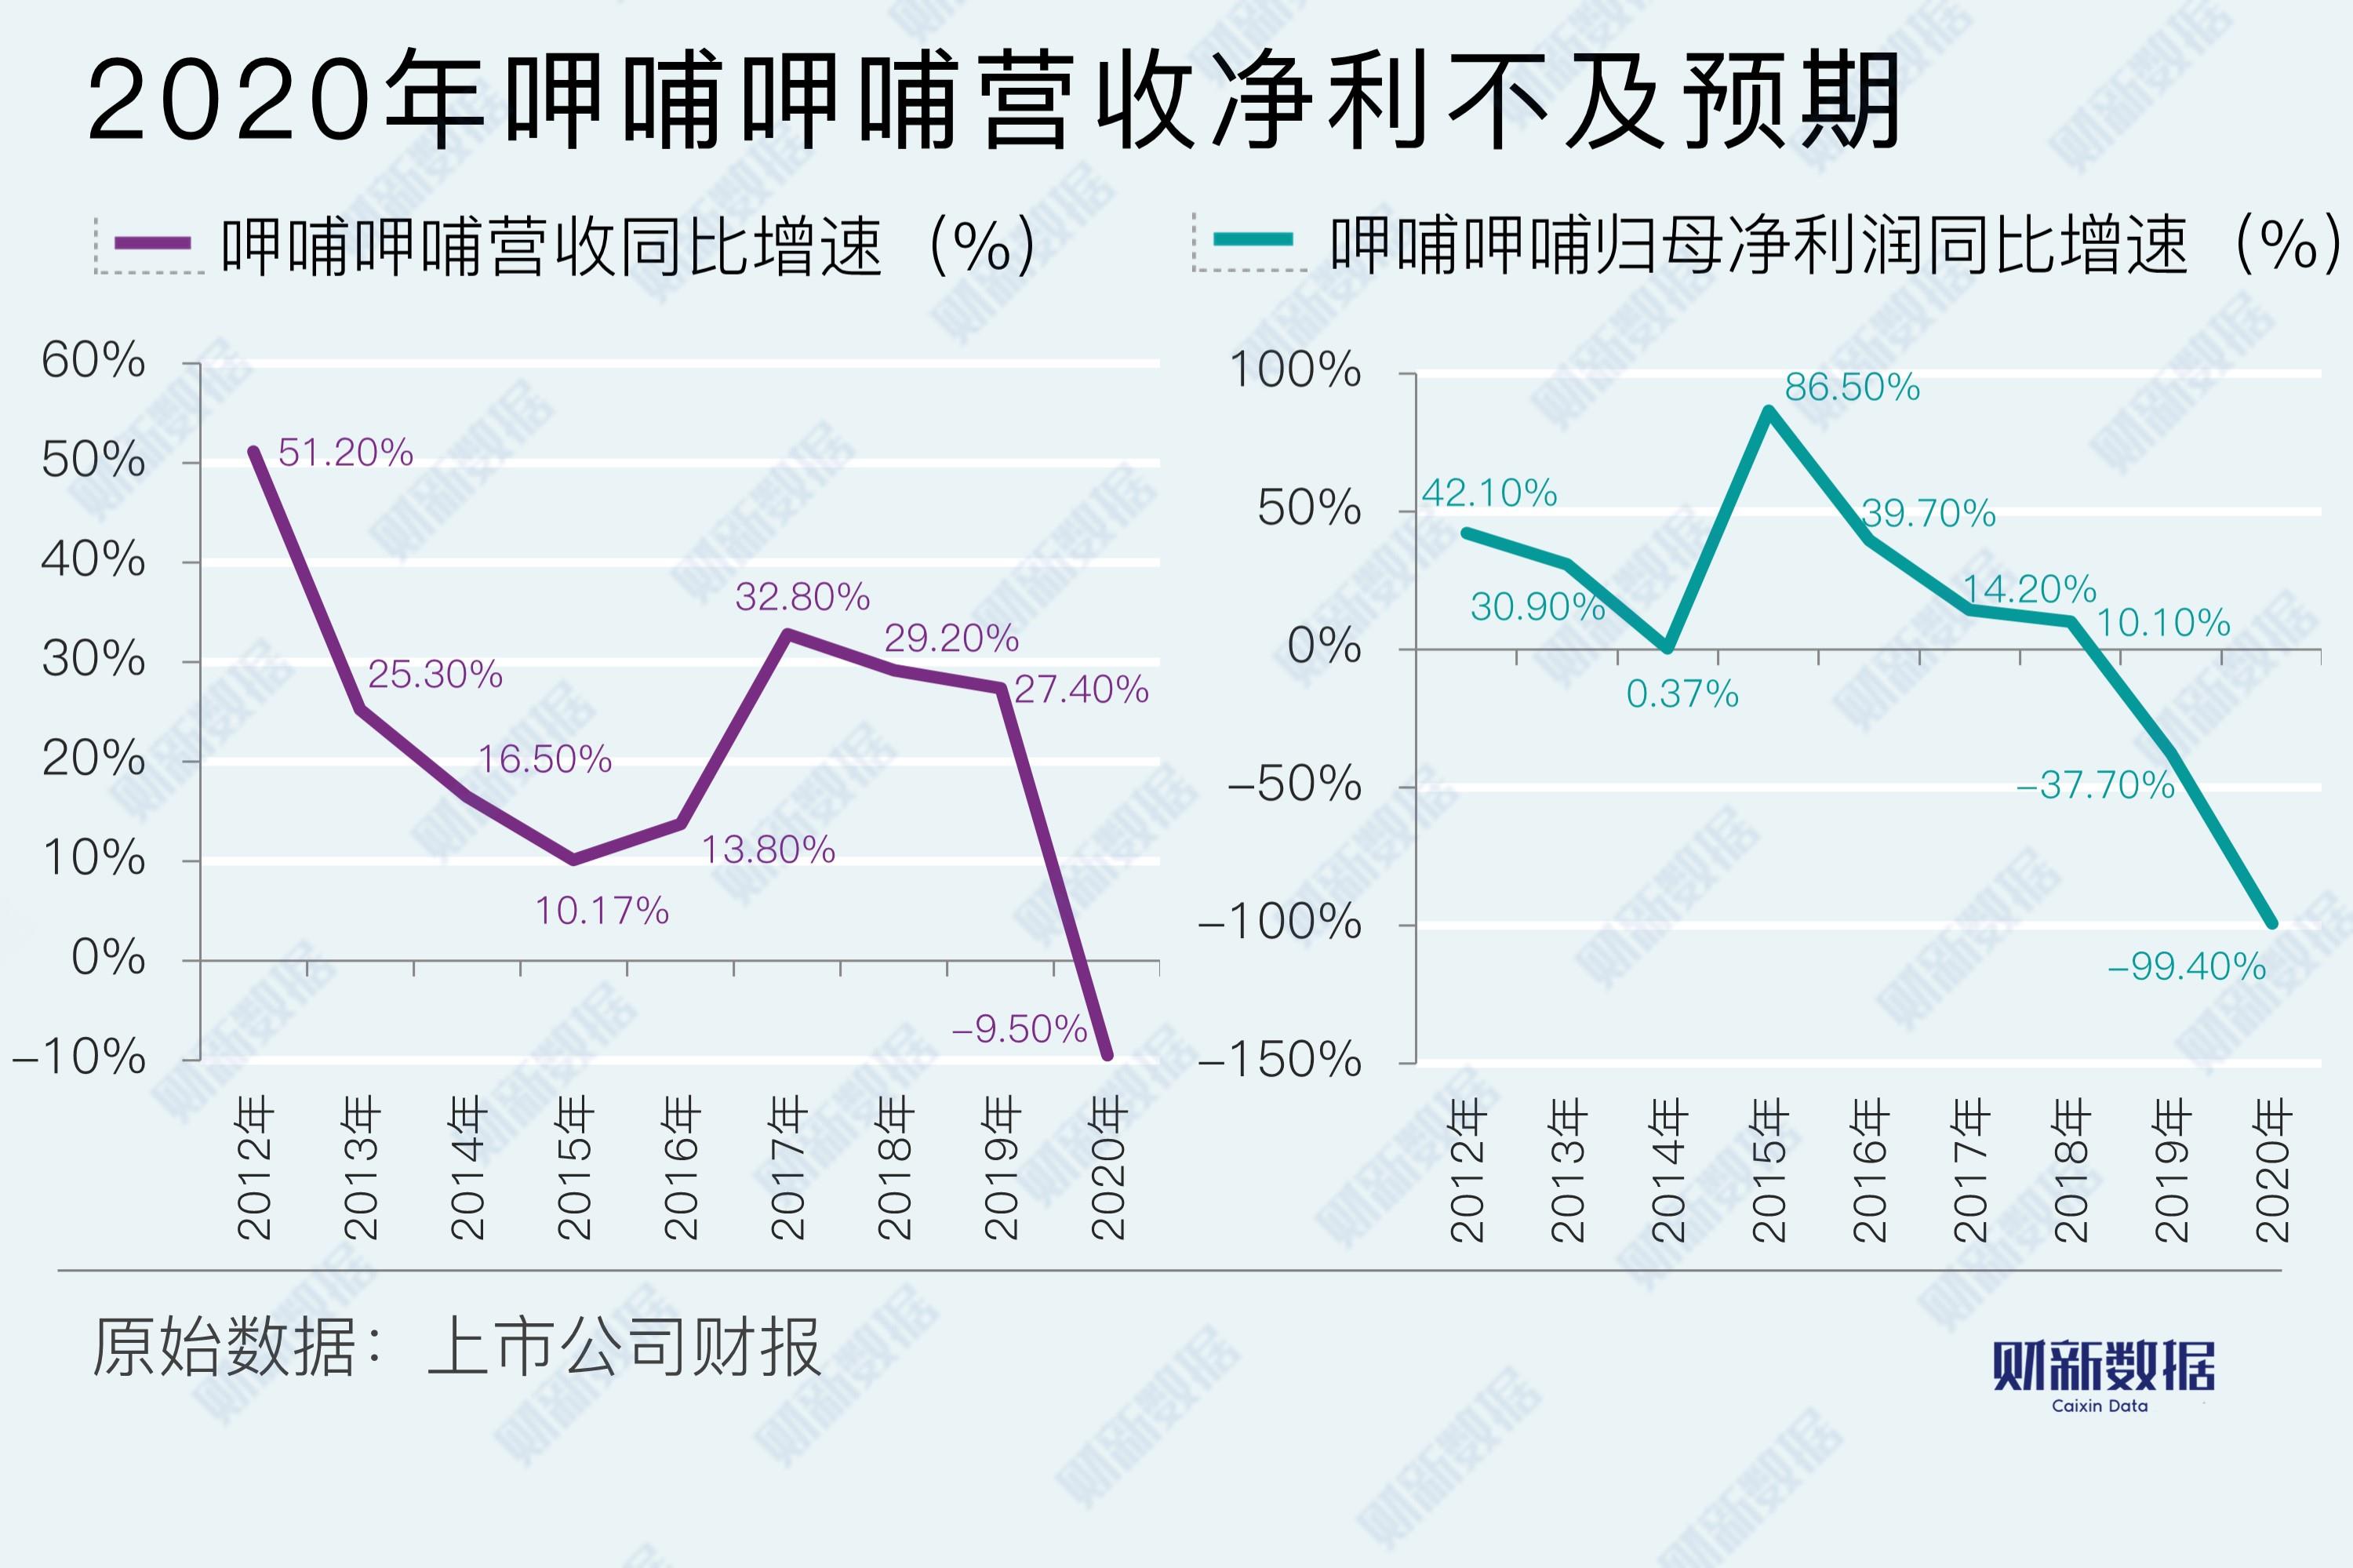 2020年呷哺呷哺营收净利不及预期
呷哺呷哺营收同比增速（%）
呷哺呷哺归母净利润同比增速（%）
60%
50%
40%
30%
20%
10%
0%
–10%
51.20%
25.30%
16.50%
10.17%
13.80%
32.80%
29.20%
27.40%
–9.50%
2012年
2013年
2014年
2015年
2016年
2017年
2018年
2019年
2020年
100%
50%
0%
–50%
–100%
–150%
42.10%
30.90%
0.37%
86.50%
39.70%
14.20%
10.10%
–37.70%
–99.40%
2012年
2013年
2014年
2015年
2016年
2017年
2018年
2019年
2020年
原始数据：上市公司财报
财新数据
Caixin Data